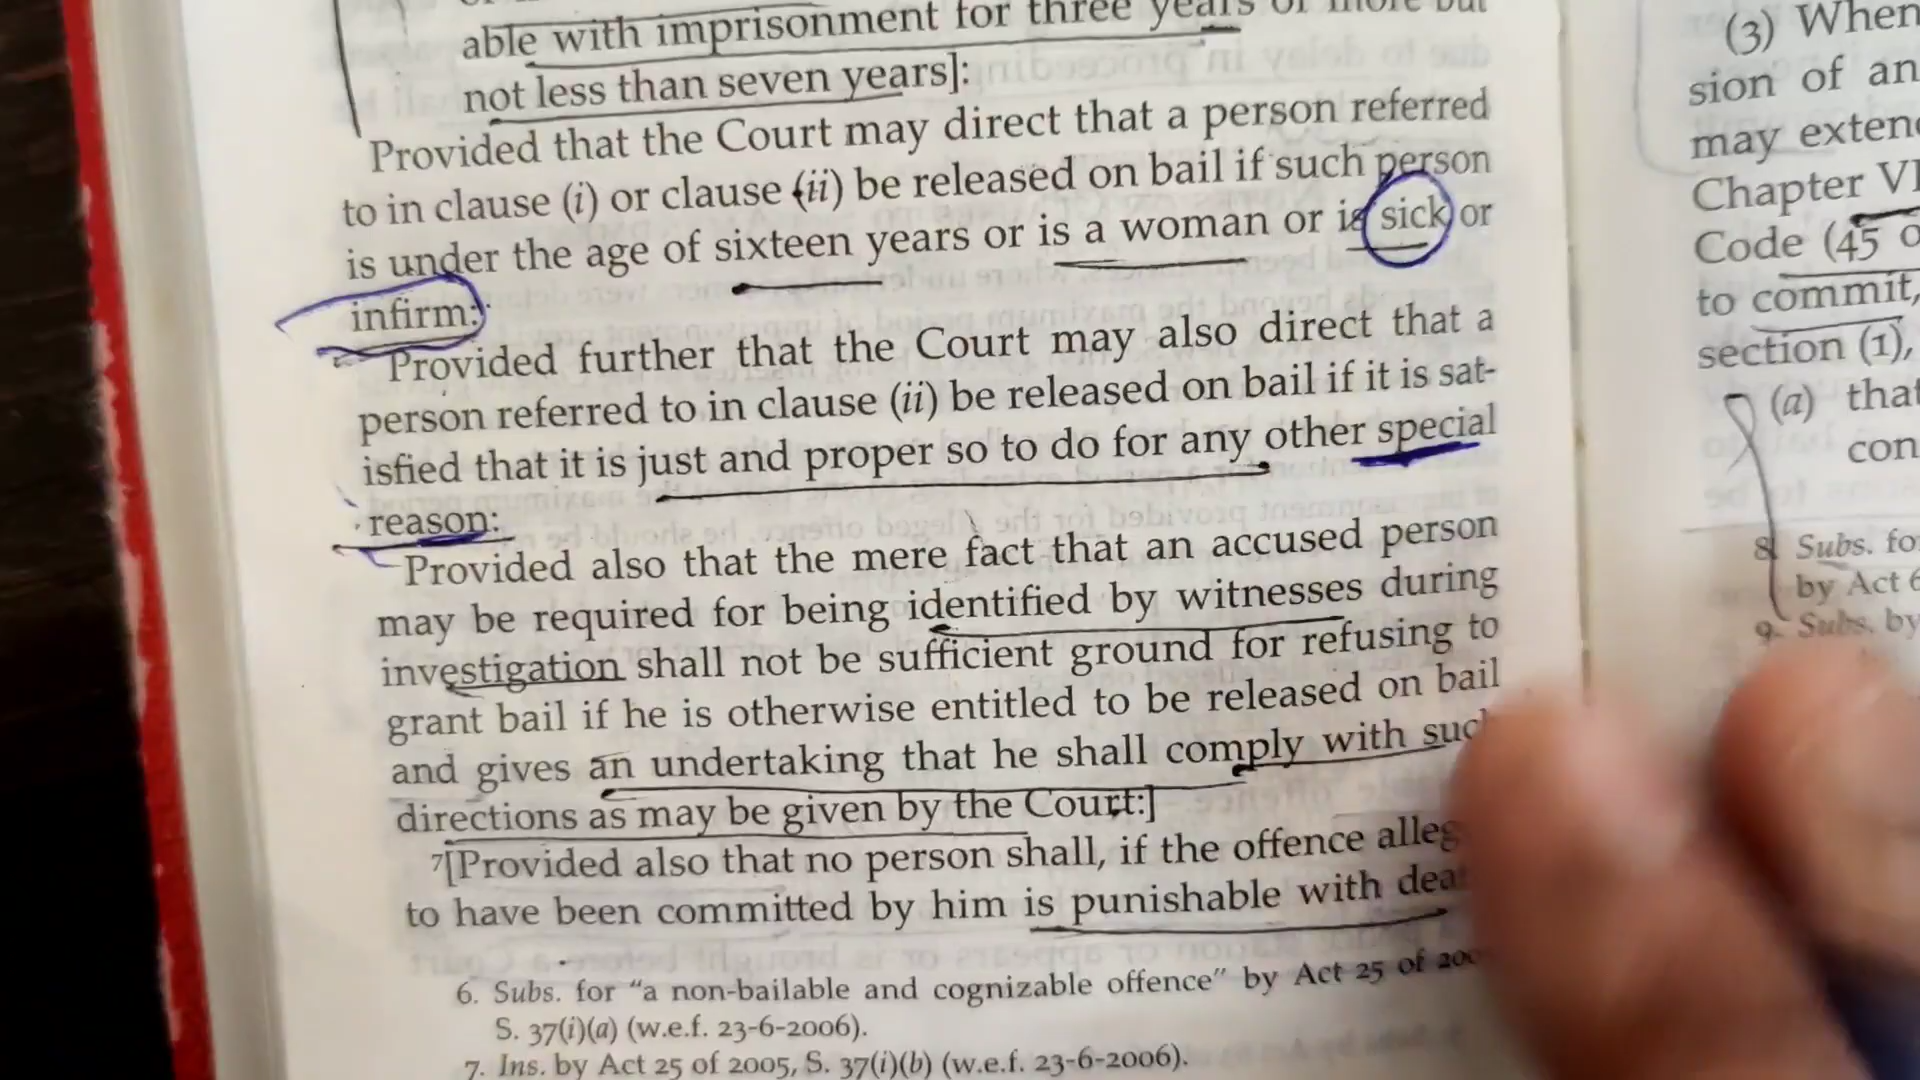 able with imprisonment for three years or more but
not less than seven years]:
Provided that the Court may direct that a person referred
to in clause (i) or clause (ii) be released on bail if such person
is under the age of sixteen years or is a woman or is sick or
infirm:
Provided further that the Court may also direct that a
person referred to in clause (ii) be released on bail if it is sat-
isfied that it is just and proper so to do for any other special
reason:
Provided also that the mere fact that an accused person
may be required for being identified by witnesses during
investigation shall not be sufficient ground for refusing to
grant bail if he is otherwise entitled to be released on bail
and gives an undertaking that he shall comply with such
directions as may be given by the Court:]
7[Provided also that no person shall, if the offence alleg
to have been committed by him is punishable with dea
6. Subs. for "a non-bailable and cognizable offence" by Act 25 of 200
S. 37(i)(a) (w.e.f. 23-6-2006).
7. Ins. by Act 25 of 2005, S. 37(i)(b) (w.e.f. 23-6-2006).
(3) When
sion of an
may exten
Chapter VI
Code (45 o
to commit,
section (1),
(a) that
con
8. Subs. fo
by Act 6
9. Subs. by